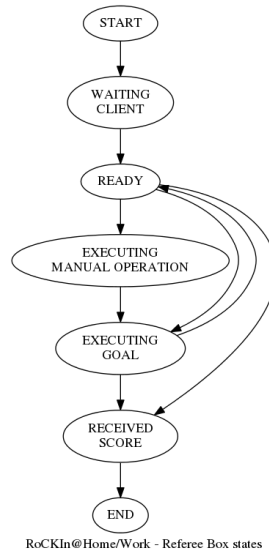 START
WAITING
CLIENT
READY
EXECUTING
MANUAL OPERATION
EXECUTING
GOAL
RECEIVED
SCORE
END
RoCKIn@Home/Work - Referee Box states